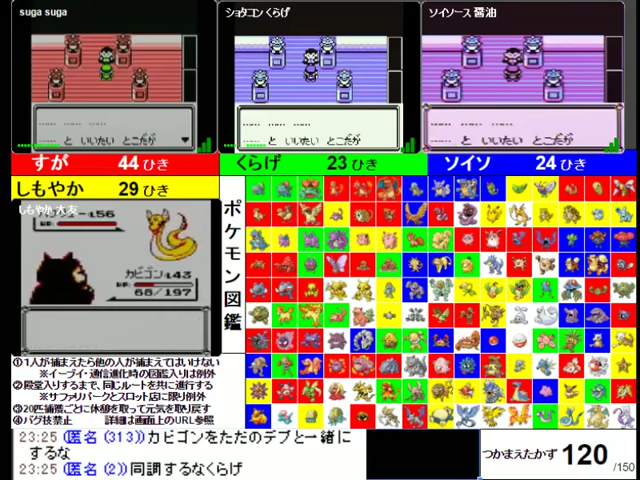 suga suga
ショタコン くらげ
ソイソース 醤油
… … … …
と いいたい とこだが
… … … …
と いいたい とこだが
… … … …
と いいたい とこだが
すが 44 ひき
くらげ 23 ひき
ソイソ 24 ひき
しもやか 29 ひき
しもやか 大友
:L56
カビゴン :L43
HP:
68/197
ポケモン図鑑
①1人が捕まえたら他の人が捕まえてはいけない
※イーブイ・通信進化時の図鑑入りは例外
②殿堂入りするまで、同じルートを共に進行する
※サファリパークとスロット店に限り例外
③20匹捕獲ごとに休憩を取って元気を取り戻す
④バグ技禁止 詳細は画面上のURL参照
23:25 (匿名 (313)) カビゴンをただのデブと一緒に
するな
23:25 (匿名 (2)) 同調するなくらげ
つかまえたかず 120 /150